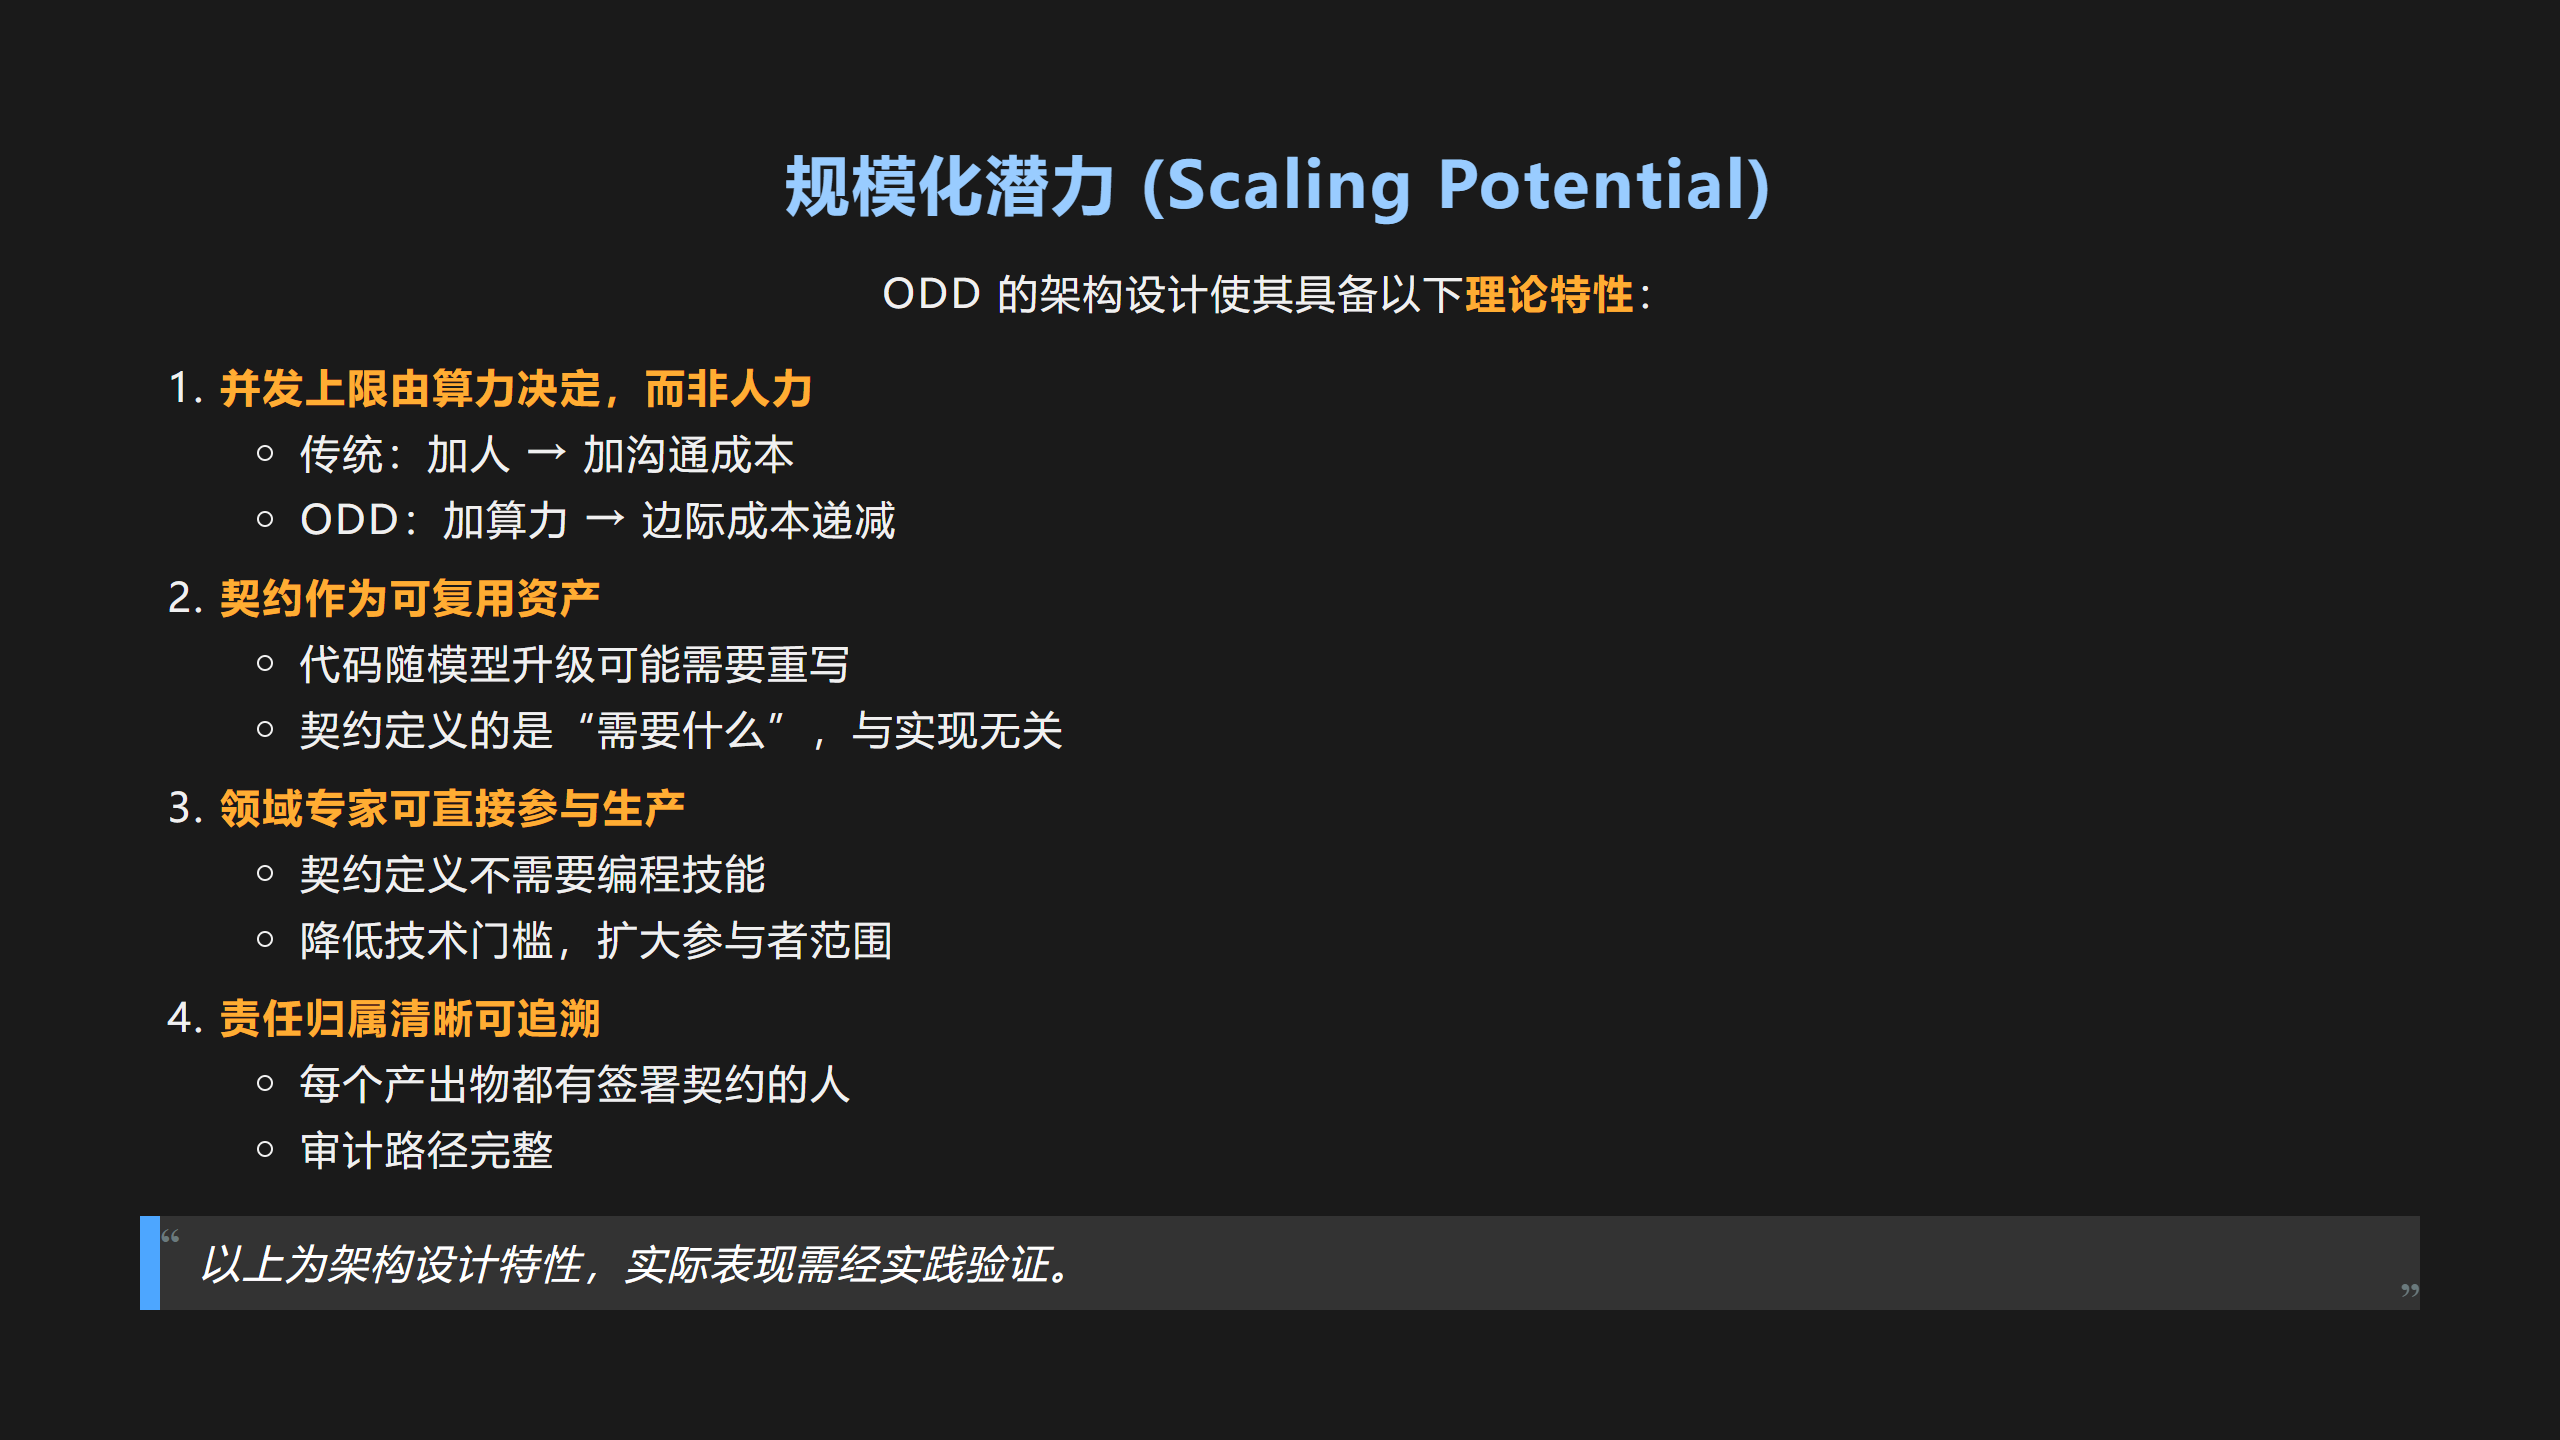 规模化潜力 (Scaling Potential)
ODD 的架构设计使其具备以下理论特性：
1. 并发上限由算力决定，而非人力
○ 传统：加人 → 加沟通成本
○ ODD：加算力 → 边际成本递减
2. 契约作为可复用资产
○ 代码随模型升级可能需要重写
○ 契约定义的是“需要什么”，与实现无关
3. 领域专家可直接参与生产
○ 契约定义不需要编程技能
○ 降低技术门槛，扩大参与者范围
4. 责任归属清晰可追溯
○ 每个产出物都有签署契约的人
○ 审计路径完整
“ 以上为架构设计特性，实际表现需经实践验证。 ”